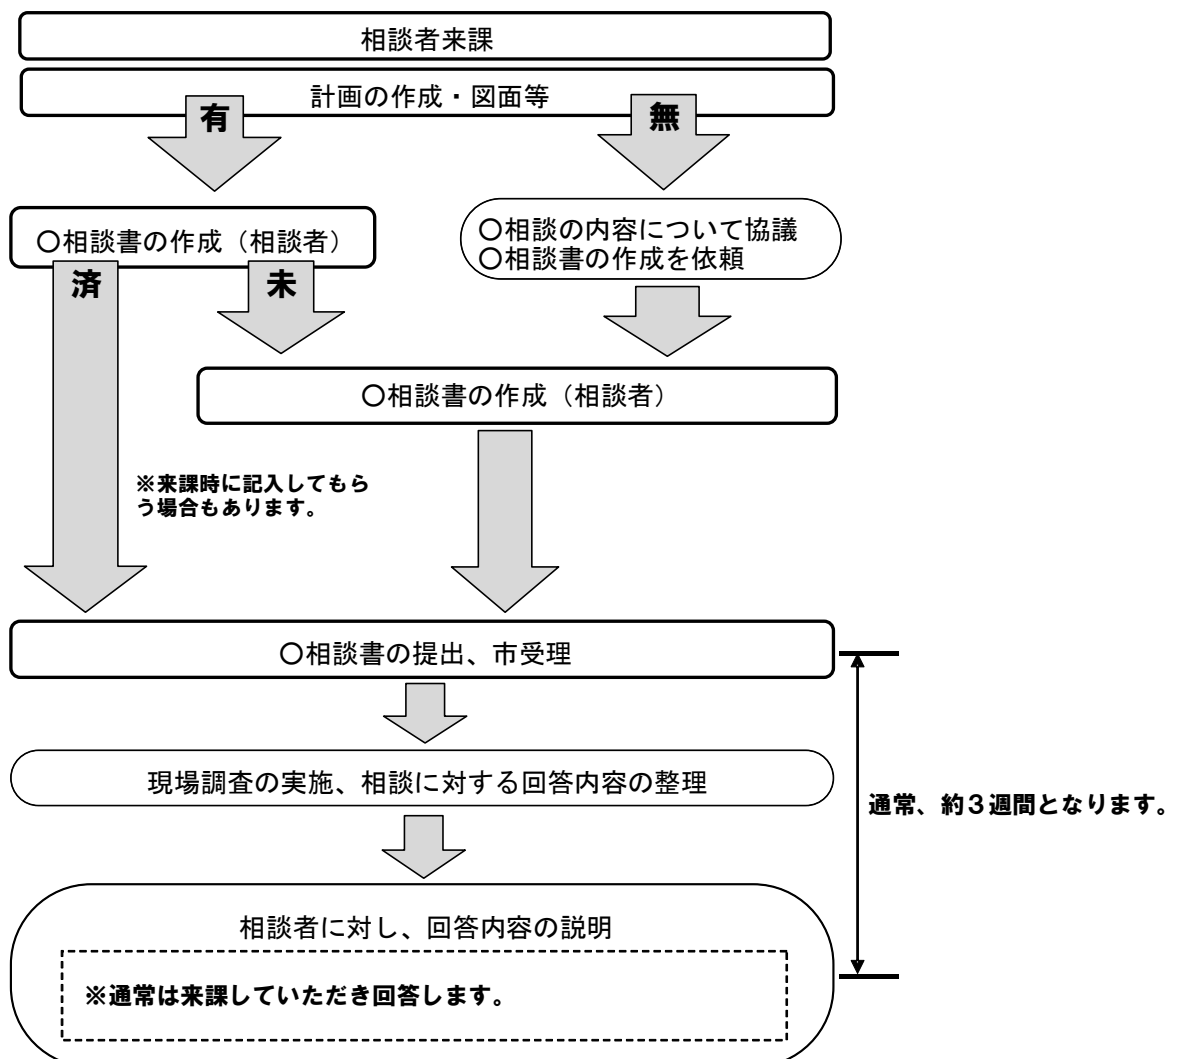 相談者来課
計画の作成・図面等
有
無
〇相談書の作成（相談者）
〇相談の内容について協議
〇相談書の作成を依頼
済
未
〇相談書の作成（相談者）
※来課時に記入してもら
う場合もあります。
〇相談書の提出、市受理
現場調査の実施、相談に対する回答内容の整理
通常、約３週間となります。
相談者に対し、回答内容の説明
※通常は来課していただき回答します。